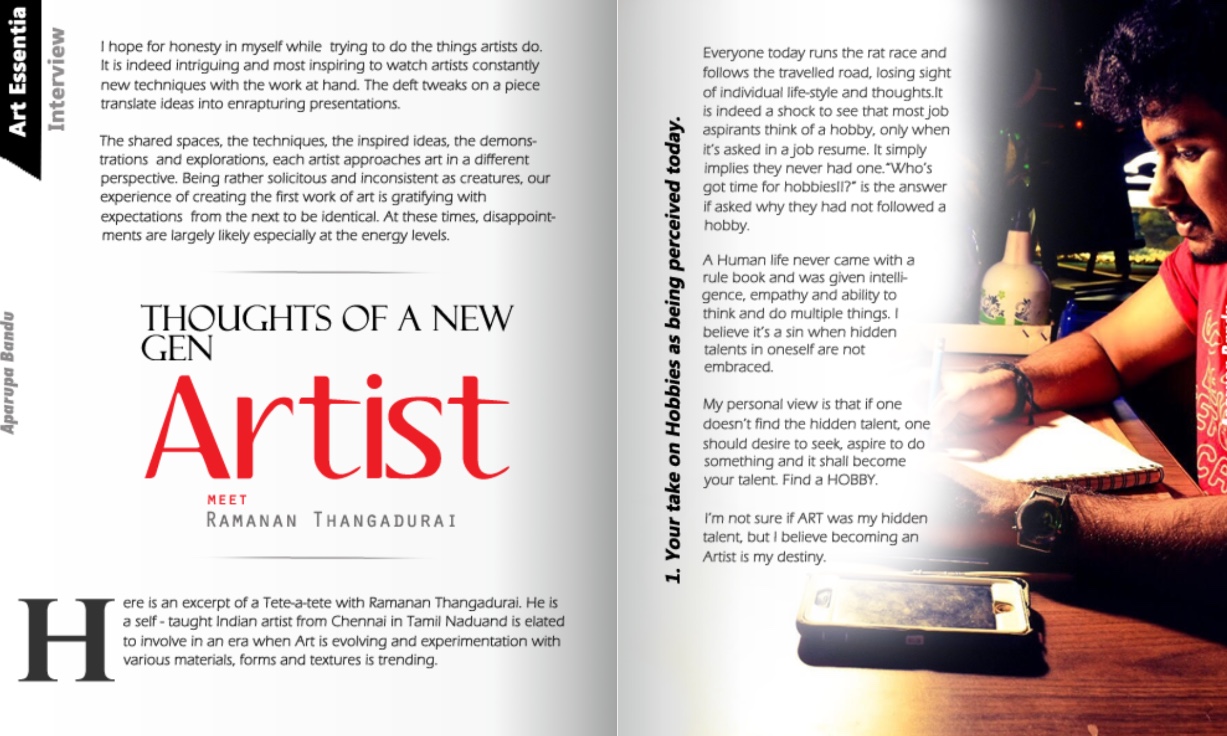 Art Essentia
Interview
I hope for honesty in myself while trying to do the things artists do.
It is indeed intriguing and most inspiring to watch artists constantly
new techniques with the work at hand. The deft tweaks on a piece
translate ideas into enrapturing presentations.
The shared spaces, the techniques, the inspired ideas, the demons-
trations and explorations, each artist approaches art in a different
perspective. Being rather solicitous and inconsistent as creatures, our
experience of creating the first work of art is gratifying with
expectations from the next to be identical. At these times, disappoint-
ments are largely likely especially at the energy levels.
Aparupa Bandu
THOUGHTS OF A NEW
GEN
Artist
MEET
RAMANAN THANGADURAI
Here is an excerpt of a Tete-a-tete with Ramanan Thangadurai. He is
a self - taught Indian artist from Chennai in Tamil Naduand is elated
to involve in an era when Art is evolving and experimentation with
various materials, forms and textures is trending.
1. Your take on Hobbies as being perceived today.
Everyone today runs the rat race and
follows the travelled road, losing sight
of individual life-style and thoughts.It
is indeed a shock to see that most job
aspirants think of a hobby, only when
it's asked in a job resume. It simply
implies they never had one."Who's
got time for hobbies!!?" is the answer
if asked why they had not followed a
hobby.
A Human life never came with a
rule book and was given intelli-
gence, empathy and ability to
think and do multiple things. I
believe it's a sin when hidden
talents in oneself are not
embraced.
My personal view is that if one
doesn't find the hidden talent, one
should desire to seek, aspire to do
something and it shall become
your talent. Find a HOBBY.
I'm not sure if ART was my hidden
talent, but I believe becoming an
Artist is my destiny.